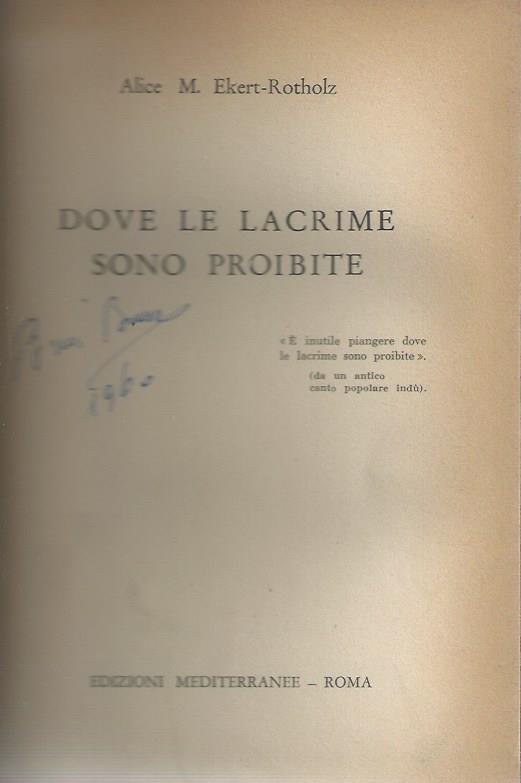 Alice M. Ekert-Rotholz
DOVE LE LACRIME
SONO PROIBITE
« È inutile piangere dove
le lacrime sono proibite ».
(da un antico
canto popolare indù).
1960
EDIZIONI MEDITERRANEE – ROMA